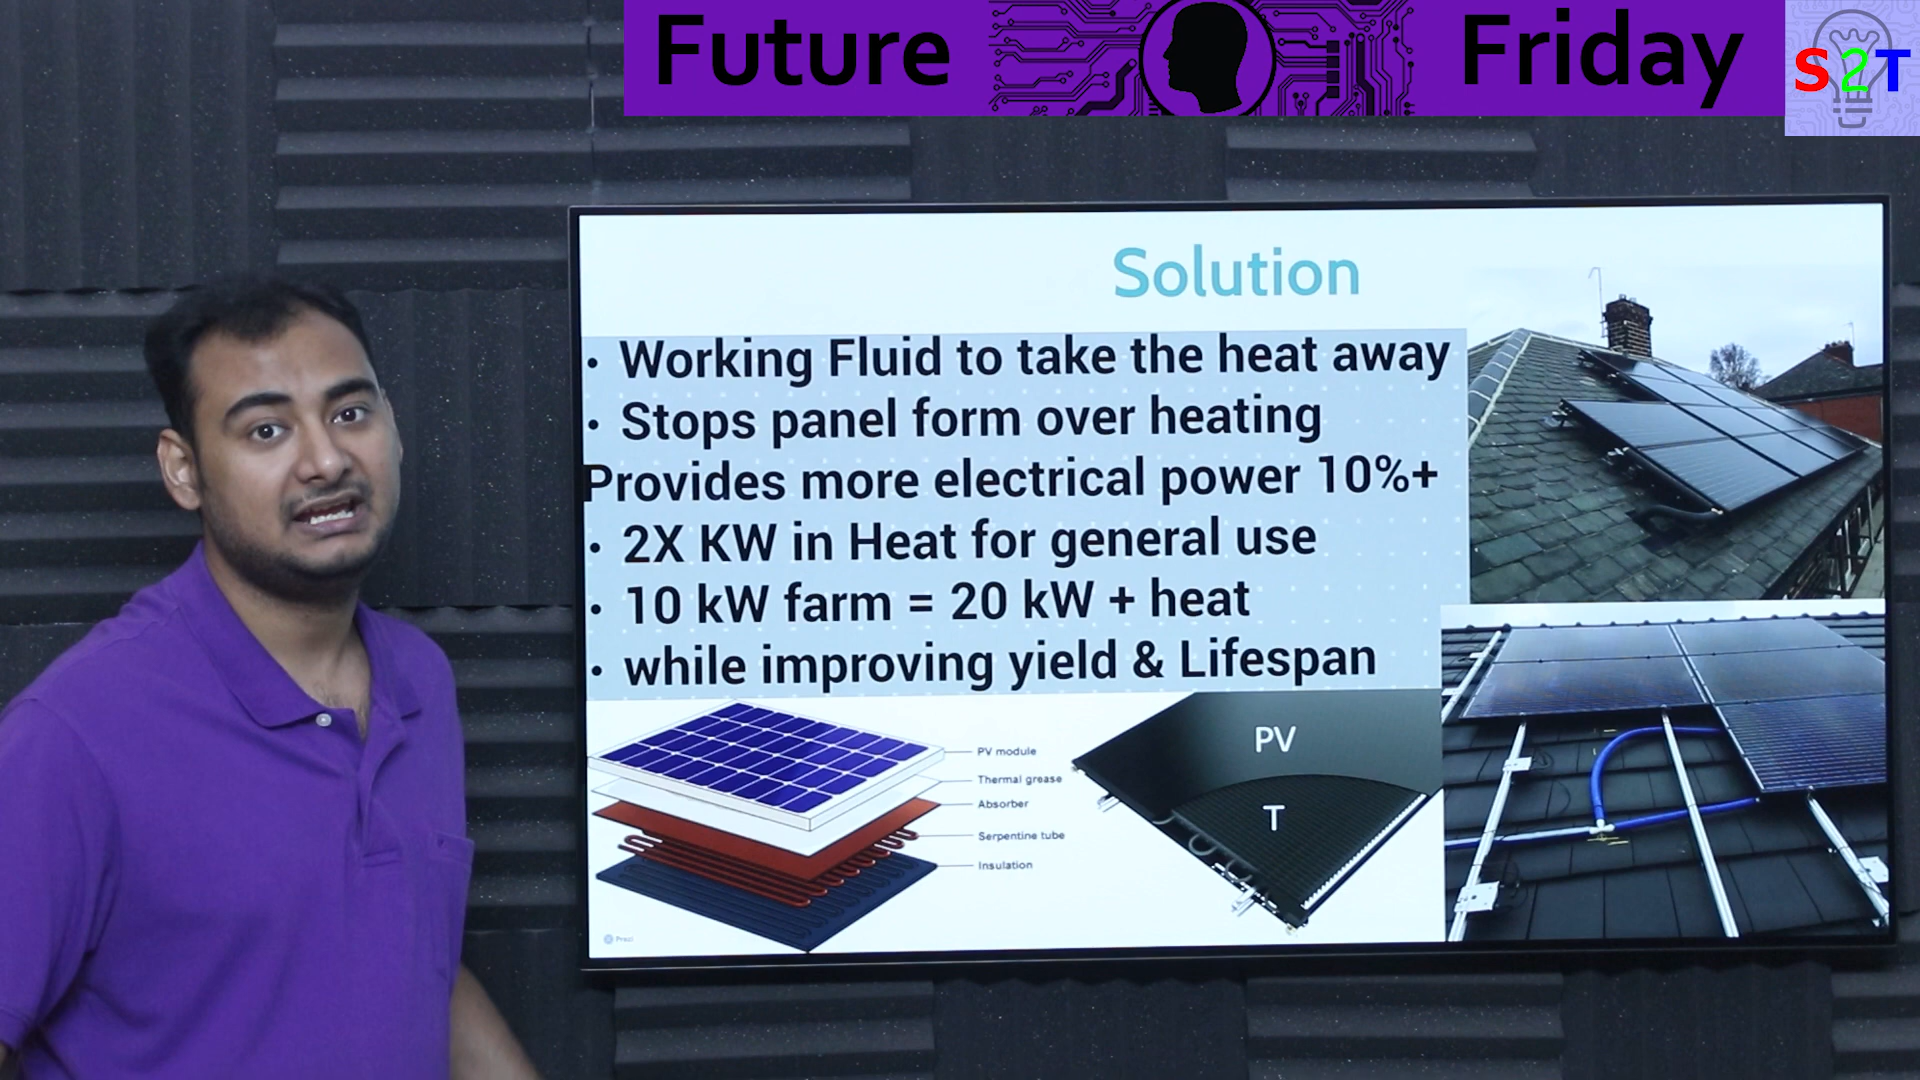 Future Friday
S2T
Solution
• Working Fluid to take the heat away
• Stops panel form over heating
Provides more electrical power 10%+
• 2X KW in Heat for general use
• 10 kW farm = 20 kW + heat
• while improving yield & Lifespan
PV module
Thermal grease
Absorber
Serpentine tube
Insulation
PV
T
Prezi